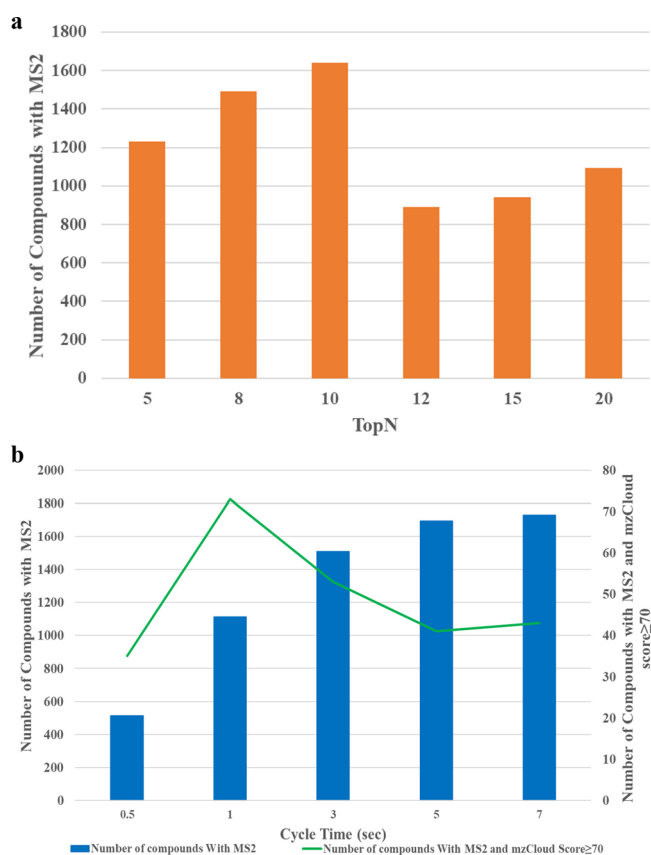 a
Number of Compouunds with MS2
1800
1600
1400
1200
1000
800
600
400
200
0
5 8 10 12 15 20
TopN
b
Number of Compounds with MS2
2000
1800
1600
1400
1200
1000
800
600
400
200
0
80
70
60
50
40
30
20
10
0
Number of Compounds with MS2 and mzCloud
score≥70
0.5 1 3 5 7
Cycle Time (sec)
Number of compounds With MS2
Number of compounds With MS2 and mzCloud Score≥70